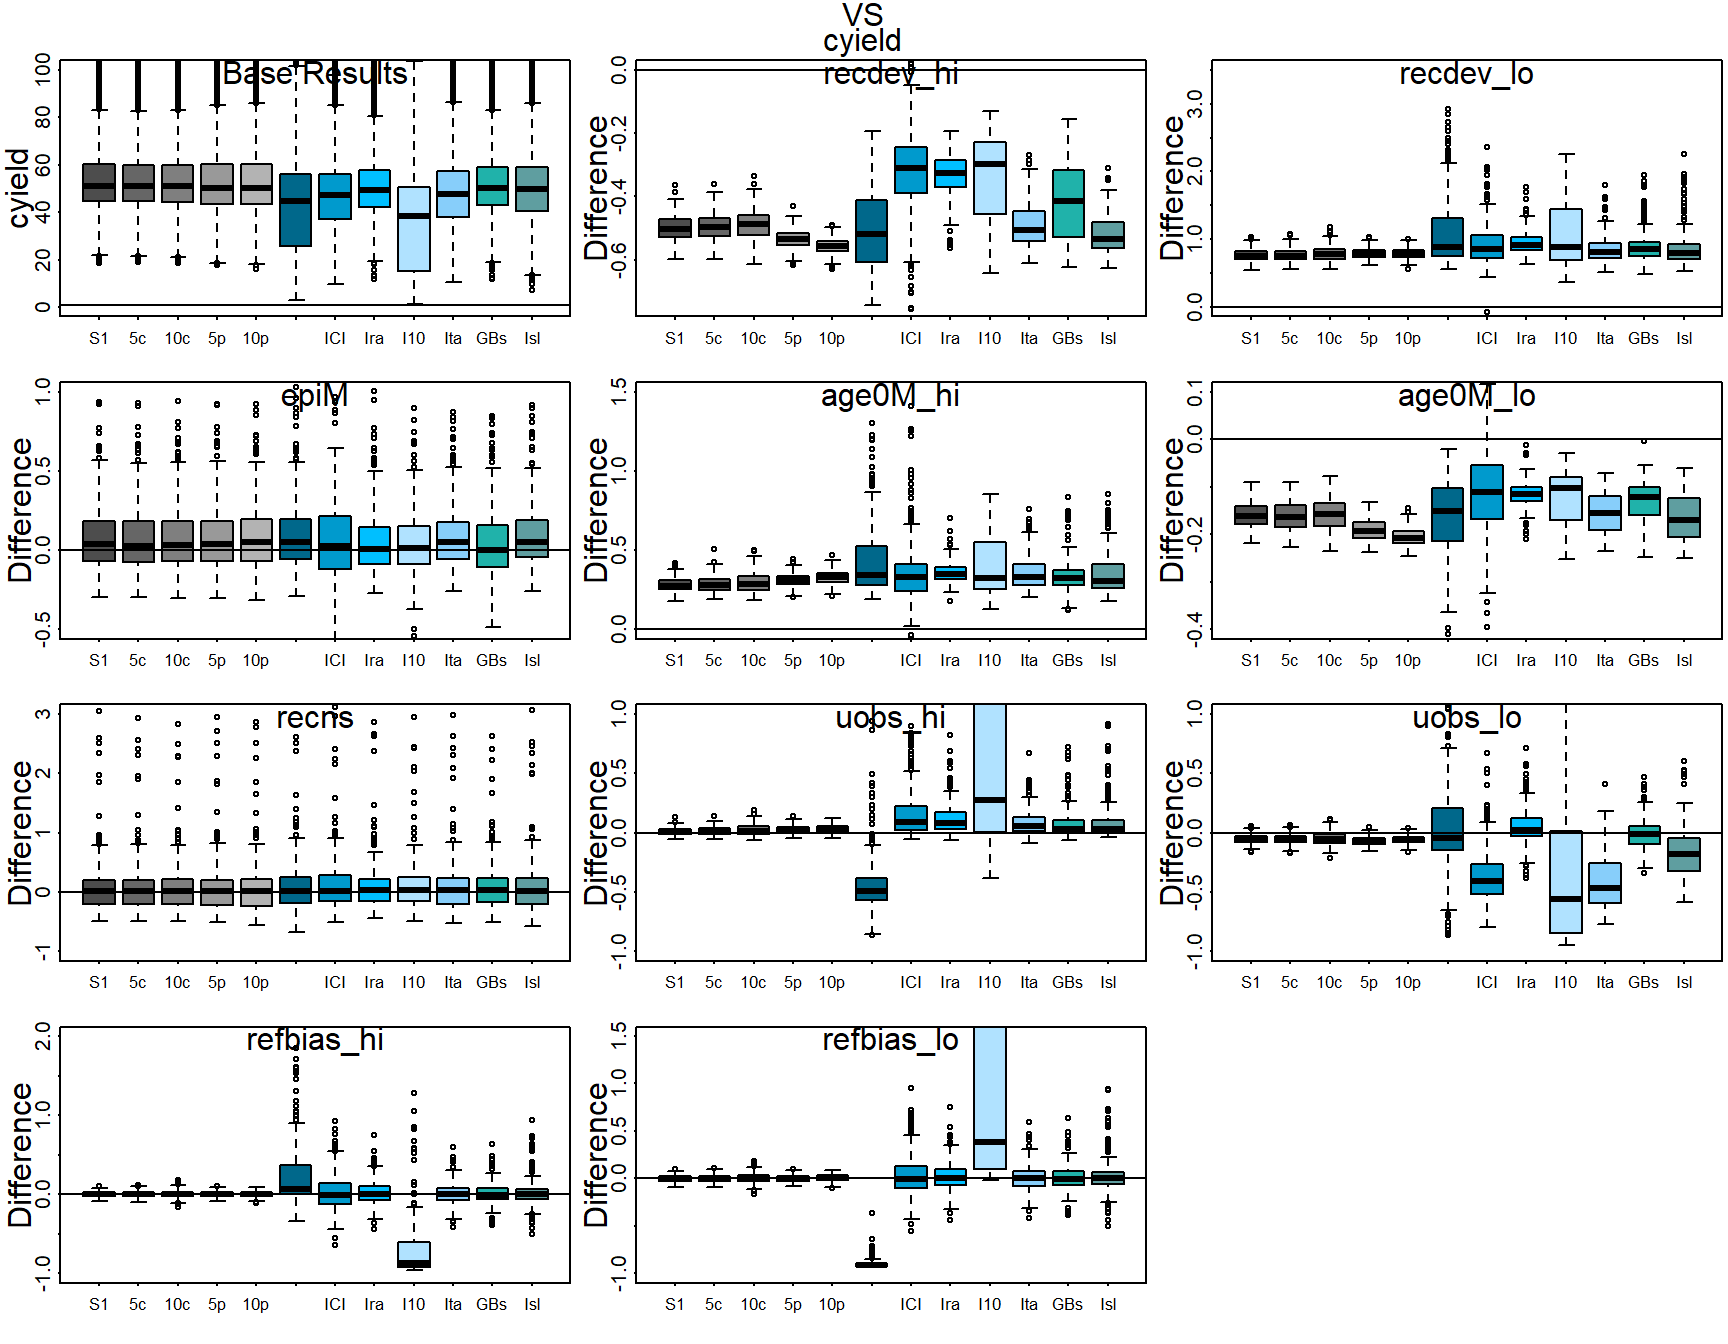 VS
cyield
Base Results
recdev_hi
recdev_lo
cyield
0 20 40 60 80 100
Difference
-0.6 -0.4 -0.2 0.0
Difference
0.0 1.0 2.0 3.0
S1 5c 10c 5p 10p ICI Ira I10 Ita GBs Isl
S1 5c 10c 5p 10p ICI Ira I10 Ita GBs Isl
S1 5c 10c 5p 10p ICI Ira I10 Ita GBs Isl
epiM
age0M_hi
age0M_lo
Difference
-0.5 0.0 0.5 1.0
Difference
0.0 0.5 1.0 1.5
Difference
-0.4 -0.2 0.0 0.1
S1 5c 10c 5p 10p ICI Ira I10 Ita GBs Isl
S1 5c 10c 5p 10p ICI Ira I10 Ita GBs Isl
S1 5c 10c 5p 10p ICI Ira I10 Ita GBs Isl
recns
uobs_hi
uobs_lo
Difference
-1 0 1 2 3
Difference
-1.0 -0.5 0.0 0.5 1.0
Difference
-1.0 -0.5 0.0 0.5 1.0
S1 5c 10c 5p 10p ICI Ira I10 Ita GBs Isl
S1 5c 10c 5p 10p ICI Ira I10 Ita GBs Isl
S1 5c 10c 5p 10p ICI Ira I10 Ita GBs Isl
refbias_hi
refbias_lo
Difference
-1.0 0.0 1.0 2.0
Difference
-1.0 0.0 0.5 1.0 1.5
S1 5c 10c 5p 10p ICI Ira I10 Ita GBs Isl
S1 5c 10c 5p 10p ICI Ira I10 Ita GBs Isl